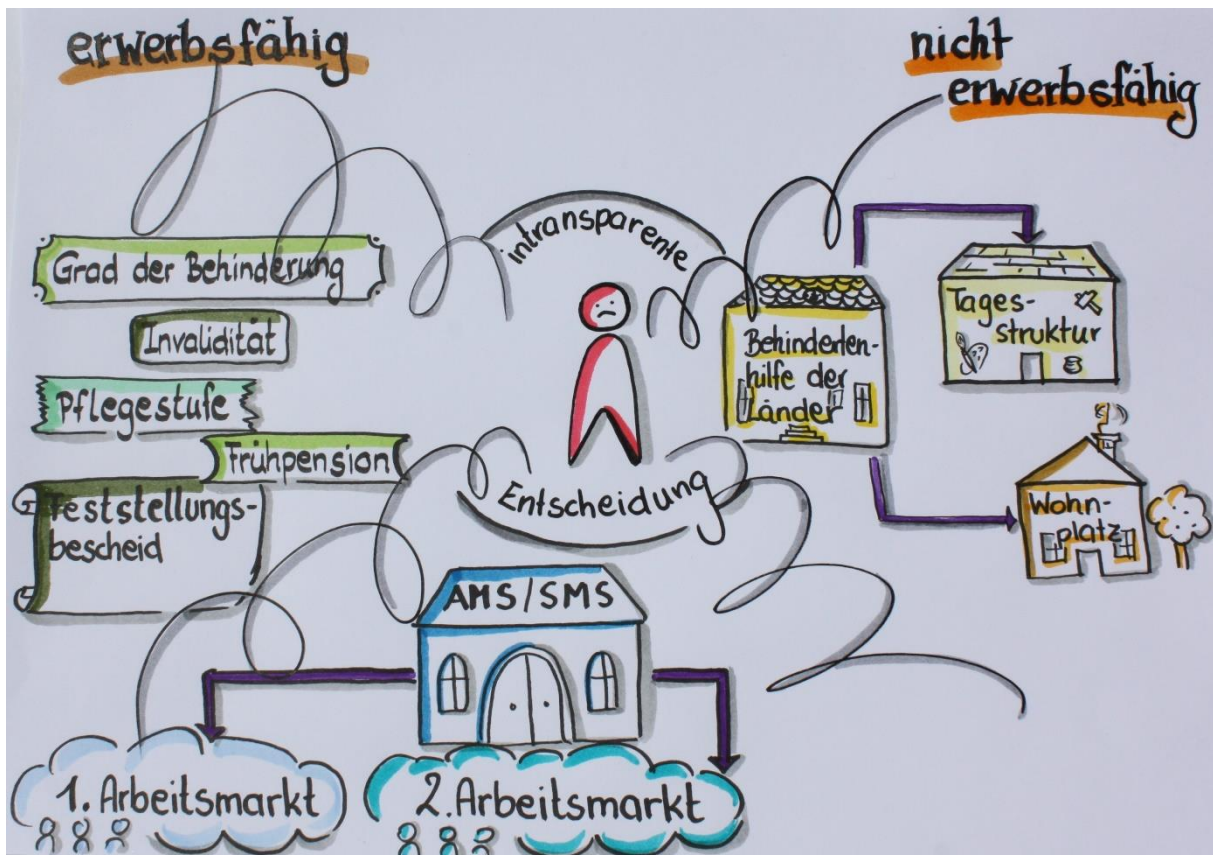 erwerbsfähig
nicht
erwerbsfähig
intransparente
Grad der Behinderung
Invalidität
Pflegestufe
Frühpension
Feststellungs-
bescheid
Entscheidung
Behinderten-
hilfe der
Länder
Tages-
struktur
Wohn-
platz
AMS/SMS
1. Arbeitsmarkt
2. Arbeitsmarkt